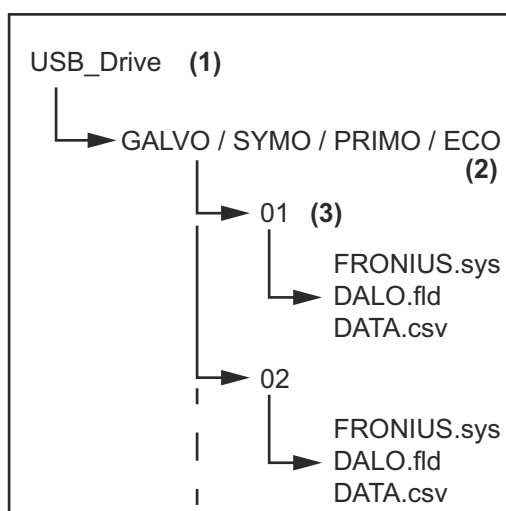 USB_Drive (1)
GALVO / SYMO / PRIMO / ECO
(2)
01 (3)
FRONIUS.sys
DALO.fld
DATA.csv
02
FRONIUS.sys
DALO.fld
DATA.csv